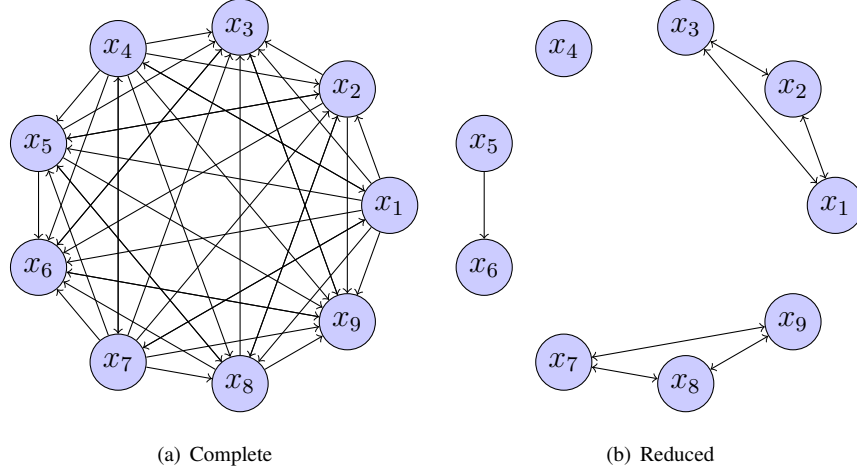 x₃
x₄
x₂
x₅
x₁
x₆
x₉
x₇
x₈
(a) Complete
x₃
x₄
x₂
x₅
x₁
x₆
x₉
x₇
x₈
(b) Reduced